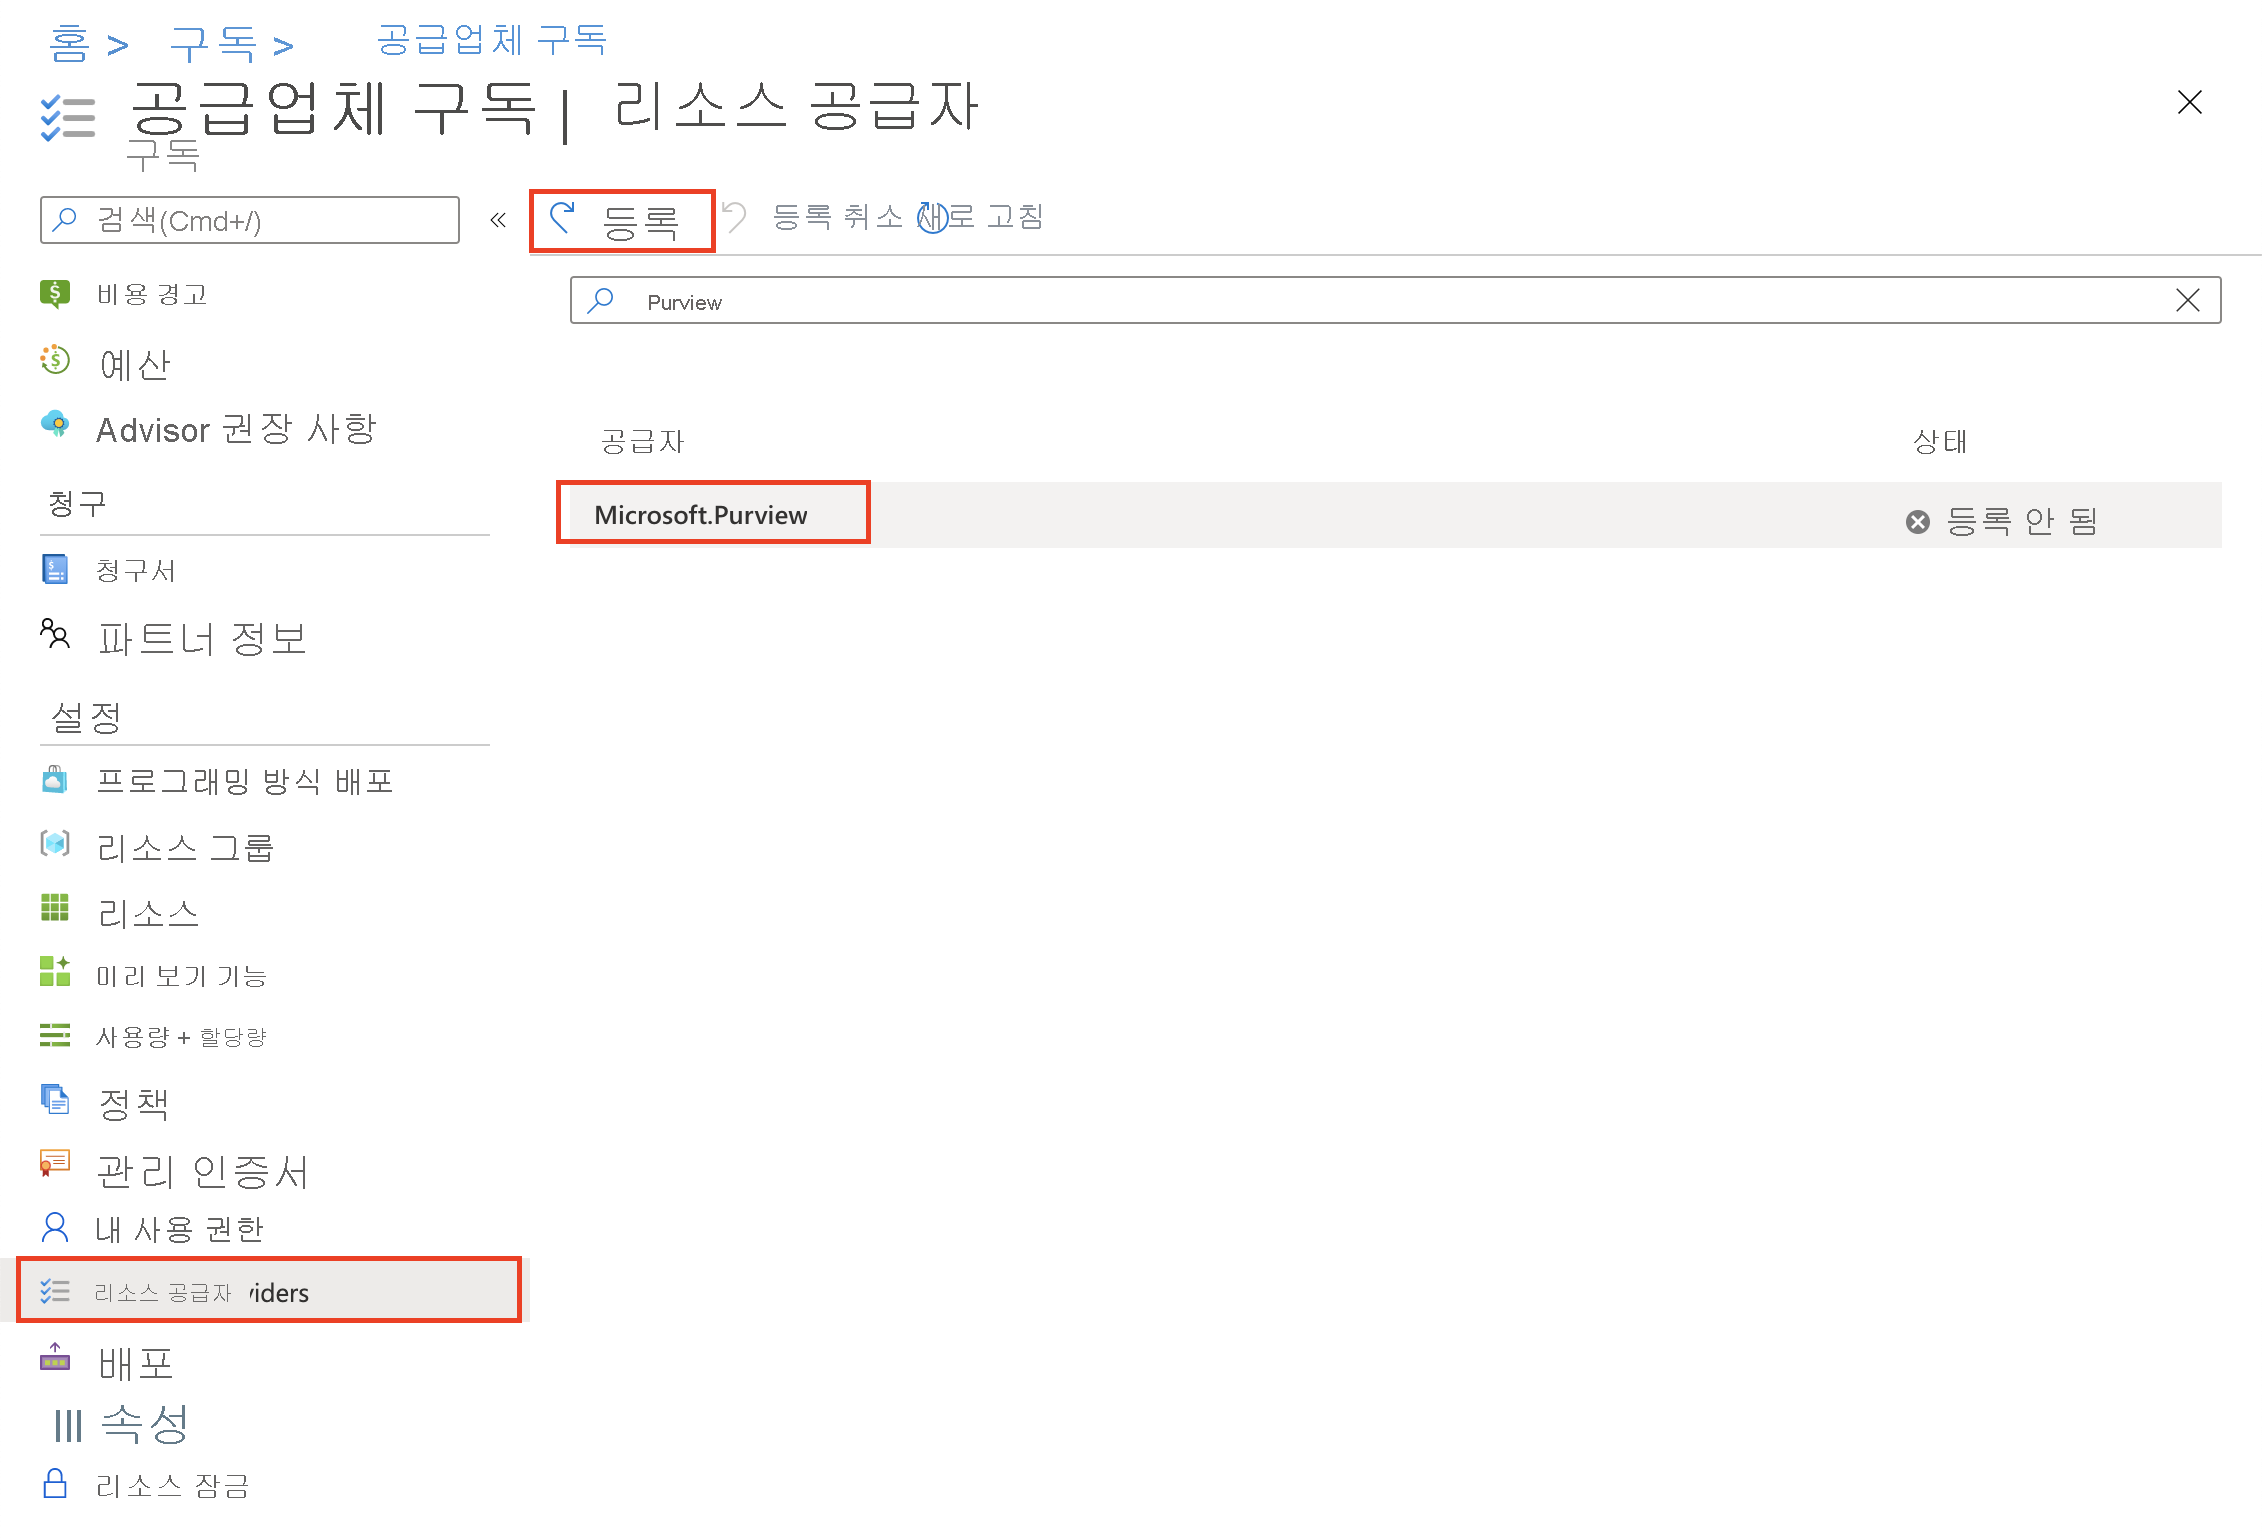 홈 > 구독 > 공급업체 구독
공급업체 구독 | 리소스 공급자
구독
검색(Cmd+/)
«
등록
등록 취소
새로 고침
비용 경고
예산
Advisor 권장 사항
청구
청구서
파트너 정보
설정
프로그래밍 방식 배포
리소스 그룹
리소스
미리 보기 기능
사용량 + 할당량
정책
관리 인증서
내 사용 권한
리소스 공급자 viders
배포
속성
리소스 잠금
Purview
공급자 상태
Microsoft.Purview 등록 안 됨